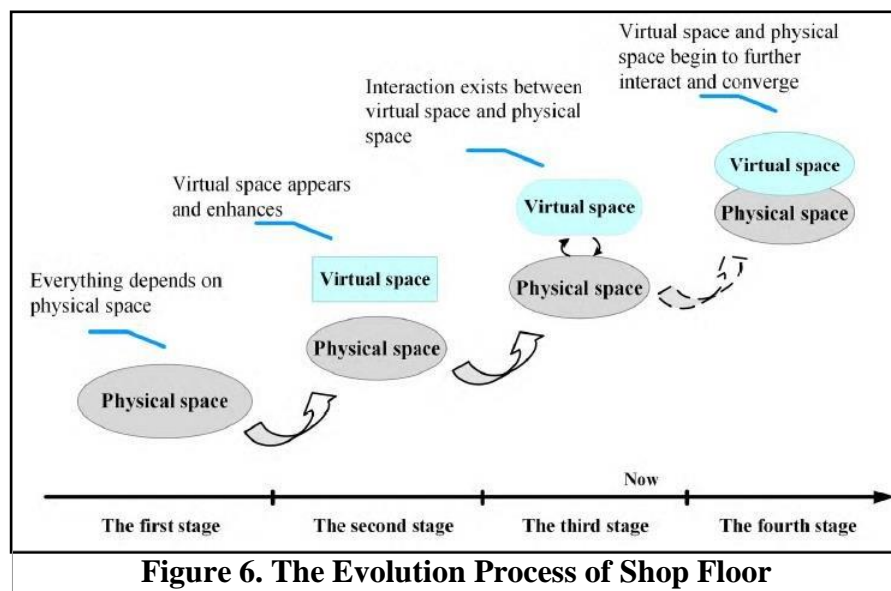 Virtual space and physical
space begin to further
interact and converge
Interaction exists between
virtual space and physical
space
Virtual space appears
and enhances
Everything depends on
physical space
Virtual space
Physical space
Virtual space
Physical space
Virtual space
Physical space
Physical space
Now
The first stage
The second stage
The third stage
The fourth stage
Figure 6. The Evolution Process of Shop Floor